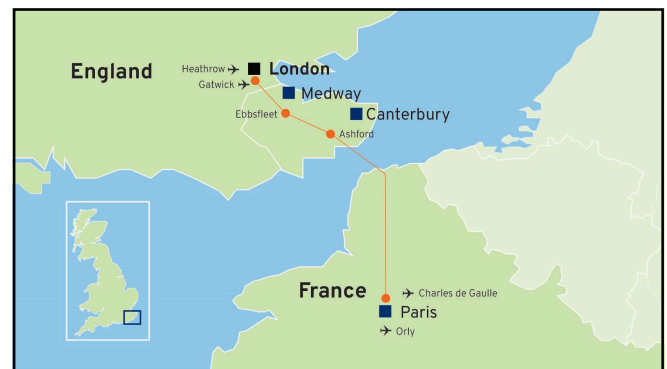 England
Heathrow
London
Gatwick
Medway
Ebbsfleet
Canterbury
Ashford
France
Charles de Gaulle
Paris
Orly